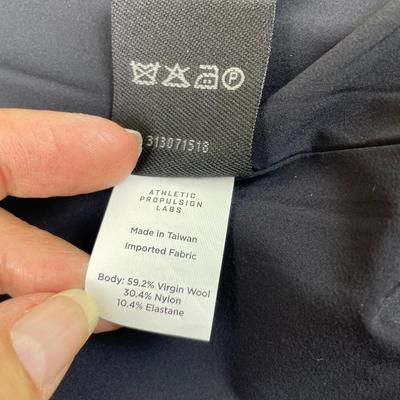 P
313071518
ATHLETIC
PROPULSION
LABS
Made in Taiwan
Imported Fabric
Body: 59.2% Virgin Wool
30.4% Nylon
10.4% Elastane